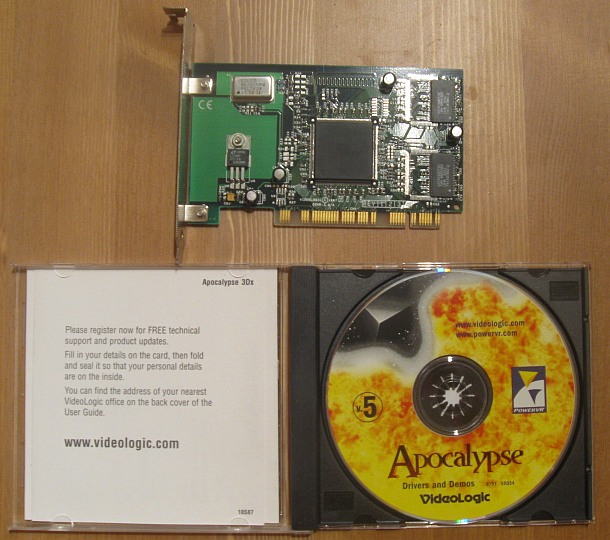 CE
Apocalypse 3Dx
Please register now for FREE technical
support and product updates.
Fill in your details on the card, then fold
and seal it so that your personal details
are on the inside.
You can find the address of your nearest
VideoLogic office on the back cover of the
User Guide.
www.videologic.com
10587
www.videologic.com
www.powervr.com
v.5
POWERVR
Apocalypse
Drivers and Demos
VideoLogic